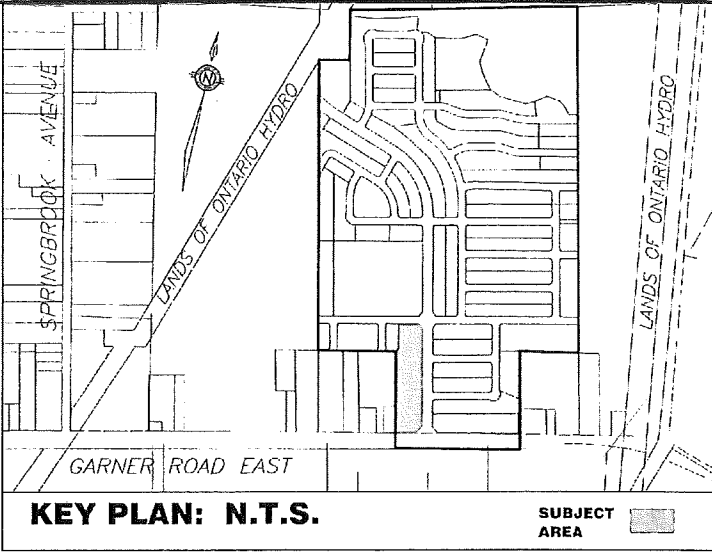 SPRINGBROOK AVENUE
N
LANDS OF ONTARIO HYDRO
LANDS OF ONTARIO HYDRO
GARNER ROAD EAST
KEY PLAN: N.T.S.
SUBJECT
AREA